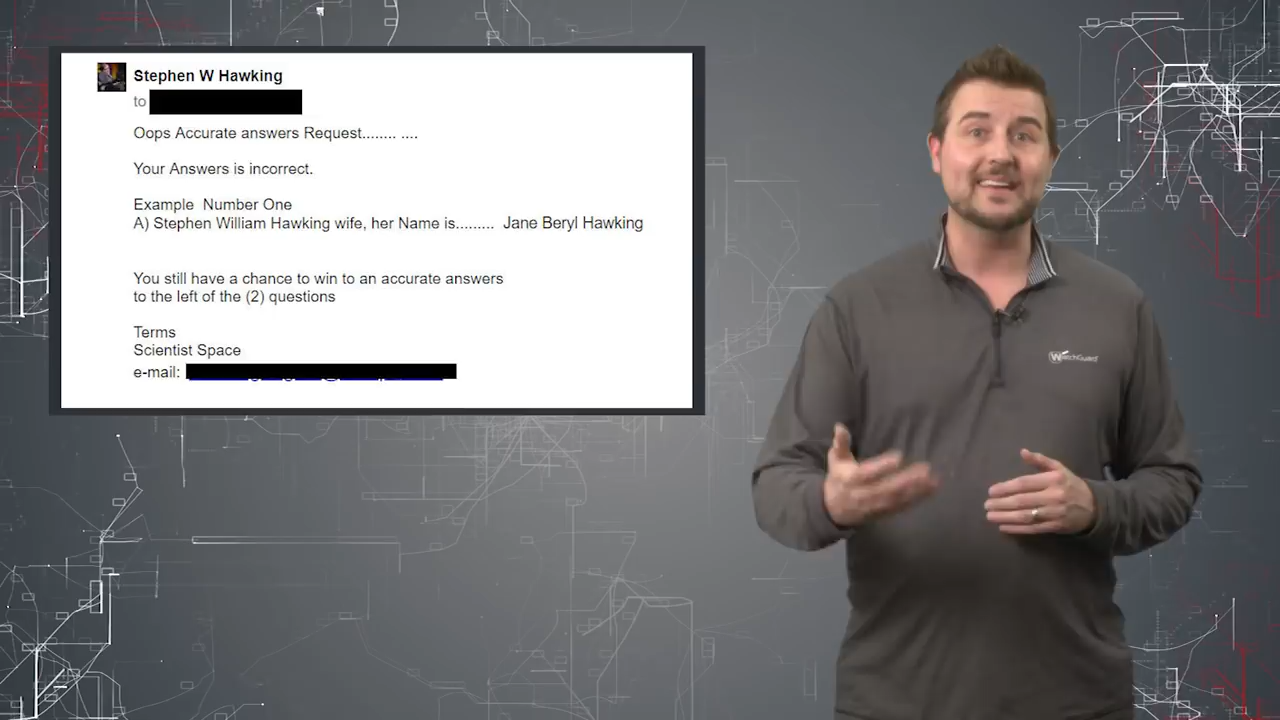 Stephen W Hawking
to
Oops Accurate answers Request........ ....
Your Answers is incorrect.
Example  Number One
A) Stephen William Hawking wife, her Name is.........  Jane Beryl Hawking
You still have a chance to win to an accurate answers
to the left of the (2) questions
Terms
Scientist Space
e-mail:
WatchGuard